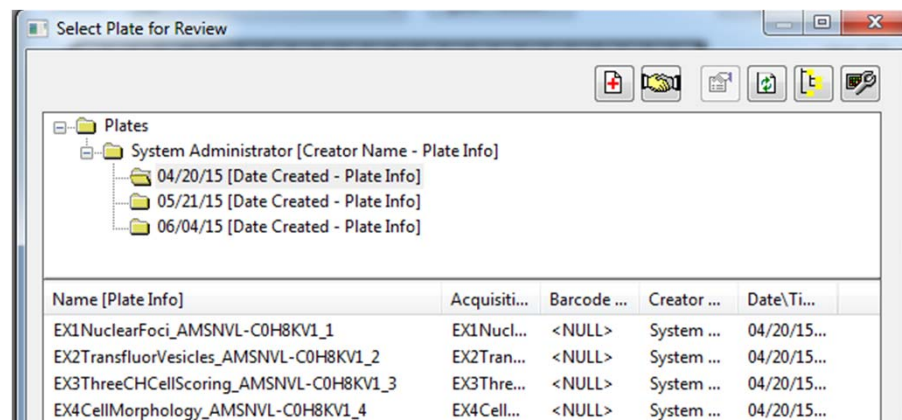 Select Plate for Review
Plates
System Administrator [Creator Name - Plate Info]
04/20/15 [Date Created - Plate Info]
05/21/15 [Date Created - Plate Info]
06/04/15 [Date Created - Plate Info]
Name [Plate Info] Acquisiti... Barcode ... Creator ... Date\Ti...
EX1NuclearFoci_AMSNVL-C0H8KV1_1 EX1Nucl... <NULL> System ... 04/20/15...
EX2TransfluorVesicles_AMSNVL-C0H8KV1_2 EX2Tran... <NULL> System ... 04/20/15...
EX3ThreeCHCellScoring_AMSNVL-C0H8KV1_3 EX3Thre... <NULL> System ... 04/20/15...
EX4CellMorphology_AMSNVL-C0H8KV1_4 EX4Cell... <NULL> System ... 04/20/15...